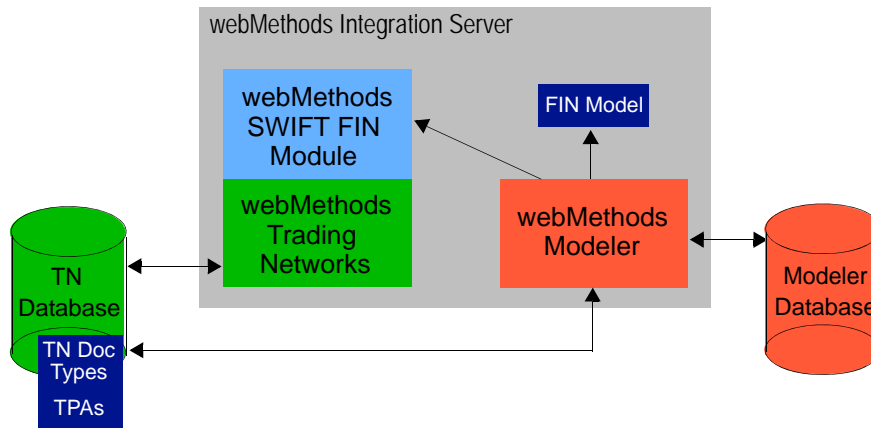 webMethods Integration Server
webMethods
SWIFT FIN
Module
FIN Model
webMethods
Trading
Networks
webMethods
Modeler
TN
Database
Modeler
Database
TN Doc
Types
TPAs